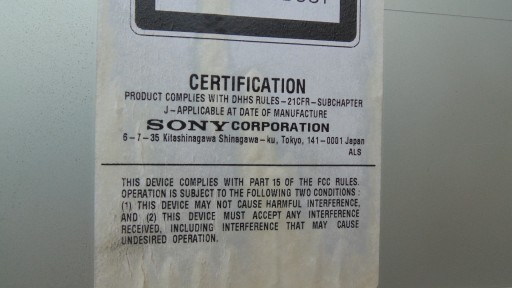 CERTIFICATION
PRODUCT COMPLIES WITH DHHS RULES-21CFR-SUBCHAPTER
J-APPLICABLE AT DATE OF MANUFACTURE
SONY CORPORATION
6-7-35 Kitashinagawa Shinagawa-ku, Tokyo, 141-0001 Japan
ALS
THIS DEVICE COMPLIES WITH PART 15 OF THE FCC RULES.
OPERATION IS SUBJECT TO THE FOLLOWING TWO CONDITIONS:
(1) THIS DEVICE MAY NOT CAUSE HARMFUL INTERFERENCE,
AND (2) THIS DEVICE MUST ACCEPT ANY INTERFERENCE
RECEIVED, INCLUDING INTERFERENCE THAT MAY CAUSE
UNDESIRED OPERATION.